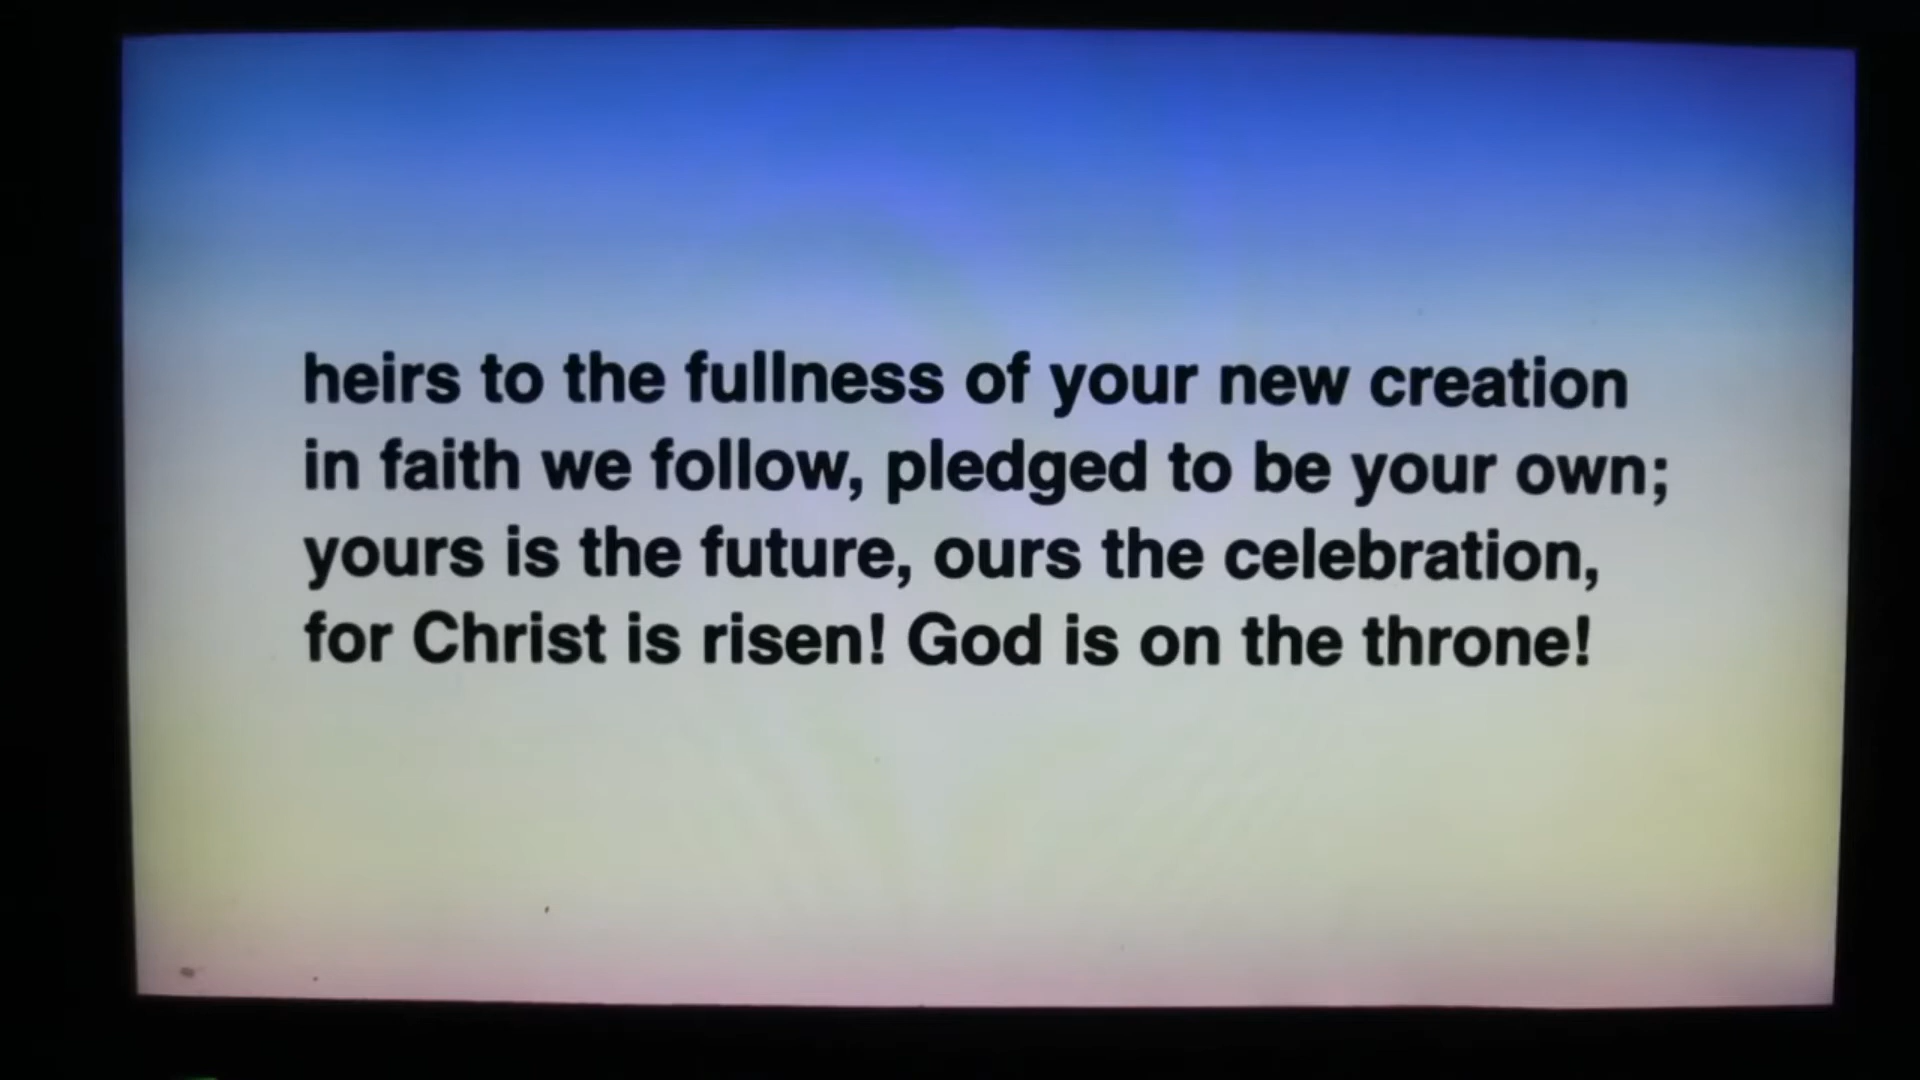 heirs to the fullness of your new creation
in faith we follow, pledged to be your own;
yours is the future, ours the celebration,
for Christ is risen! God is on the throne!